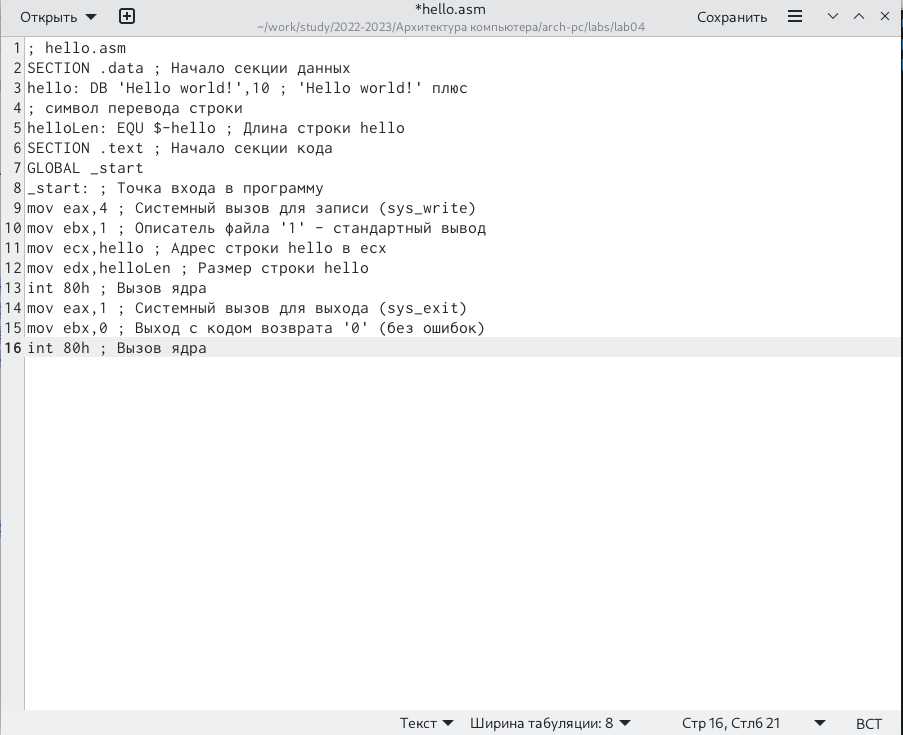 Открыть
*hello.asm
~/work/study/2022-2023/Архитектура компьютера/arch-pc/labs/lab04
Сохранить
1 ; hello.asm
2 SECTION .data ; Начало секции данных
3 hello: DB 'Hello world!',10 ; 'Hello world!' плюс
4 ; символ перевода строки
5 helloLen: EQU $-hello ; Длина строки hello
6 SECTION .text ; Начало секции кода
7 GLOBAL _start
8 _start: ; Точка входа в программу
9 mov eax,4 ; Системный вызов для записи (sys_write)
10 mov ebx,1 ; Описатель файла '1' - стандартный вывод
11 mov ecx,hello ; Адрес строки hello в ecx
12 mov edx,helloLen ; Размер строки hello
13 int 80h ; Вызов ядра
14 mov eax,1 ; Системный вызов для выхода (sys_exit)
15 mov ebx,0 ; Выход с кодом возврата '0' (без ошибок)
16 int 80h ; Вызов ядра
Текст Ширина табуляции: 8 Стр 16, Стлб 21 ВСТ